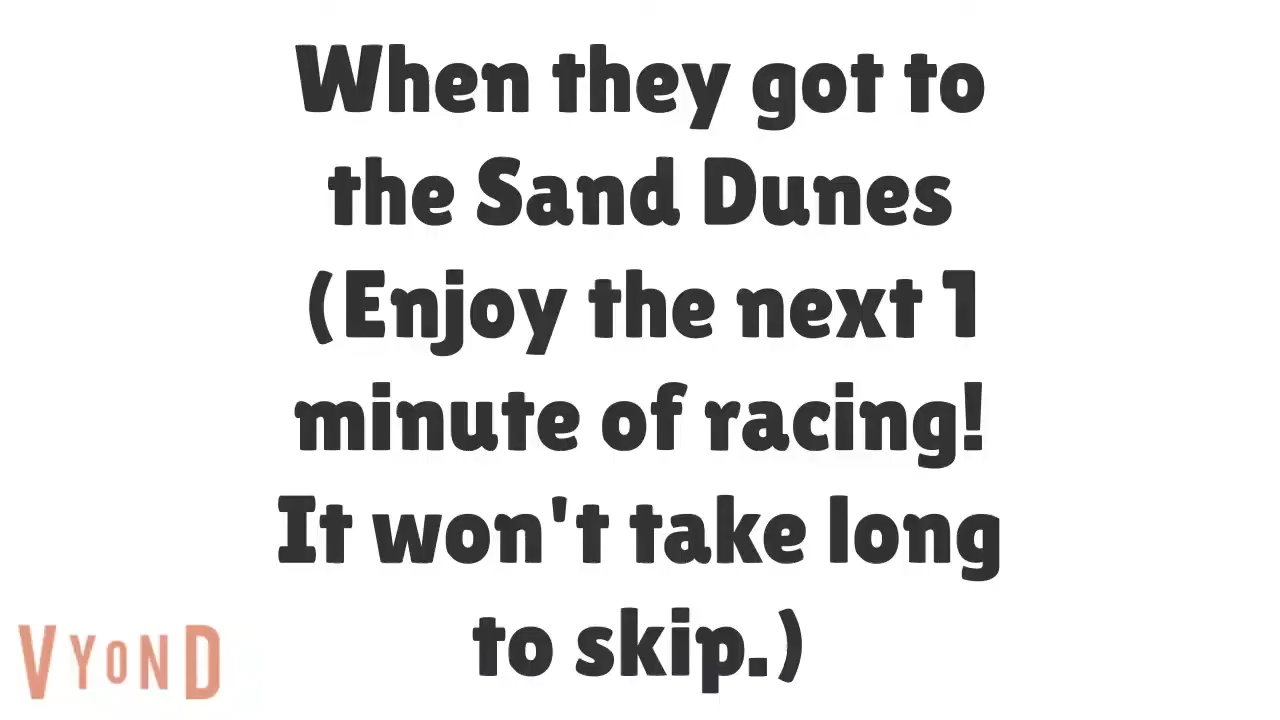 When they got to
the Sand Dunes
(Enjoy the next 1
minute of racing!
It won't take long
to skip.)
VYOND